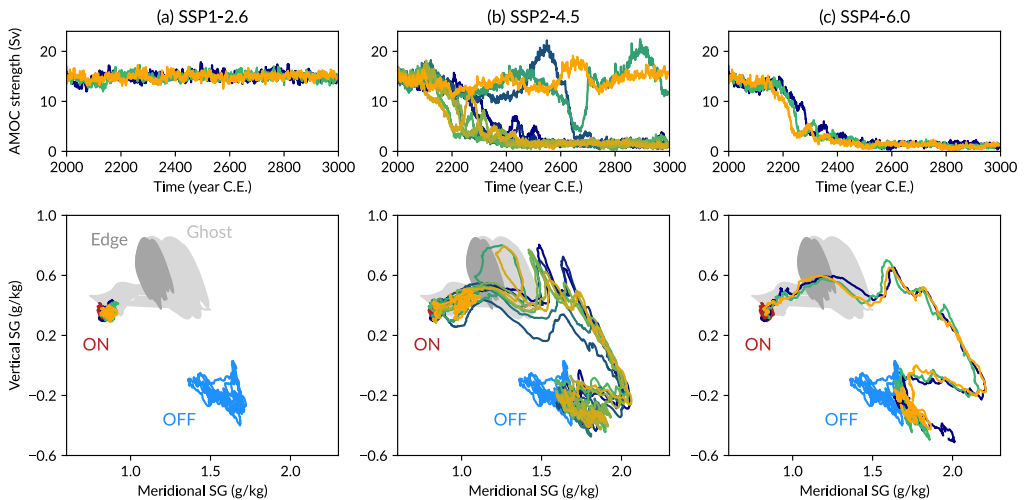 (a) SSP1-2.6
(b) SSP2-4.5
(c) SSP4-6.0
AMOC strength (Sv)
20
10
0
2000 2200 2400 2600 2800 3000
Time (year C.E.)
20
10
0
2000 2200 2400 2600 2800 3000
Time (year C.E.)
20
10
0
2000 2200 2400 2600 2800 3000
Time (year C.E.)
Vertical SG (g/kg)
1.0
0.6
0.2
−0.2
−0.6
Edge
Ghost
ON
OFF
1.0 1.5 2.0
Meridional SG (g/kg)
1.0
0.6
0.2
−0.2
−0.6
ON
OFF
1.0 1.5 2.0
Meridional SG (g/kg)
1.0
0.6
0.2
−0.2
−0.6
ON
OFF
1.0 1.5 2.0
Meridional SG (g/kg)